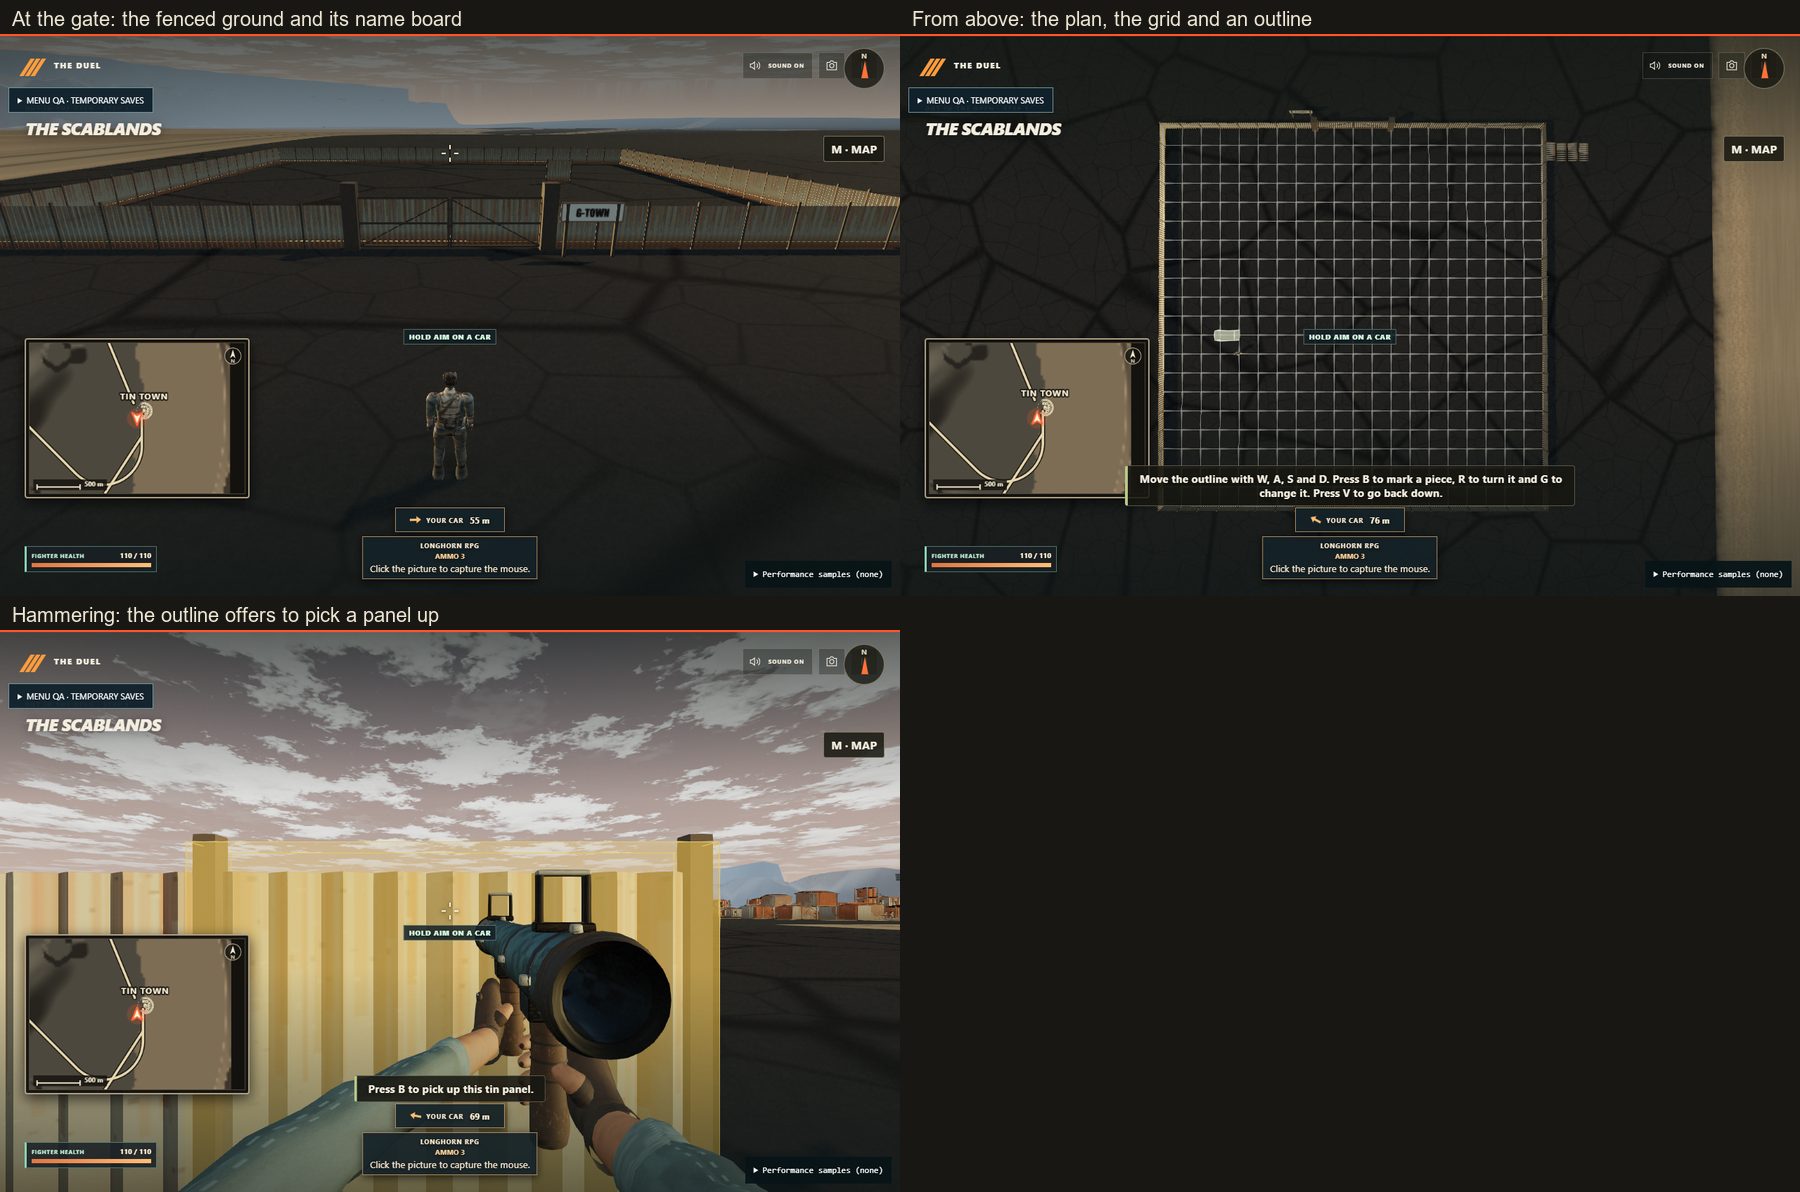 At the gate: the fenced ground and its name board
THE DUEL
SOUND ON
N
MENU QA · TEMPORARY SAVES
THE SCABLANDS
M · MAP
G-TOWN
HOLD AIM ON A CAR
N
TIN TOWN
500 m
YOUR CAR 55 m
LONGHORN RPG
AMMO 3
Click the picture to capture the mouse.
FIGHTER HEALTH 110 / 110
Performance samples (none)
From above: the plan, the grid and an outline
THE DUEL
SOUND ON
N
MENU QA · TEMPORARY SAVES
THE SCABLANDS
M · MAP
HOLD AIM ON A CAR
N
TIN TOWN
500 m
Move the outline with W, A, S and D. Press B to mark a piece, R to turn it and G to
change it. Press V to go back down.
YOUR CAR 76 m
LONGHORN RPG
AMMO 3
Click the picture to capture the mouse.
FIGHTER HEALTH 110 / 110
Performance samples (none)
Hammering: the outline offers to pick a panel up
THE DUEL
SOUND ON
N
MENU QA · TEMPORARY SAVES
THE SCABLANDS
M · MAP
HOLD AIM ON A CAR
N
TIN TOWN
500 m
Press B to pick up this tin panel.
YOUR CAR 69 m
LONGHORN RPG
AMMO 3
Click the picture to capture the mouse.
FIGHTER HEALTH 110 / 110
Performance samples (none)